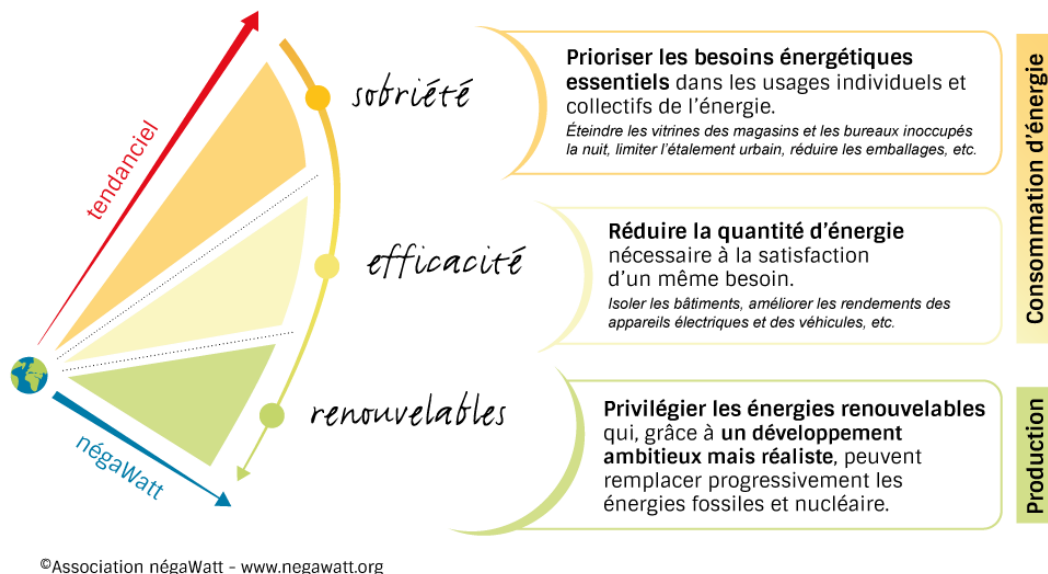 tendanciel
négaWatt
sobriété
Prioriser les besoins énergétiques
essentiels dans les usages individuels et
collectifs de l’énergie.
Éteindre les vitrines des magasins et les bureaux inoccupés
la nuit, limiter l’étalement urbain, réduire les emballages, etc.
efficacité
Réduire la quantité d’énergie
nécessaire à la satisfaction
d’un même besoin.
Isoler les bâtiments, améliorer les rendements des
appareils électriques et des véhicules, etc.
Consommation d’énergie
renouvelables
Privilégier les énergies renouvelables
qui, grâce à un développement
ambitieux mais réaliste, peuvent
remplacer progressivement les
énergies fossiles et nucléaire.
Production
©Association négaWatt - www.negawatt.org